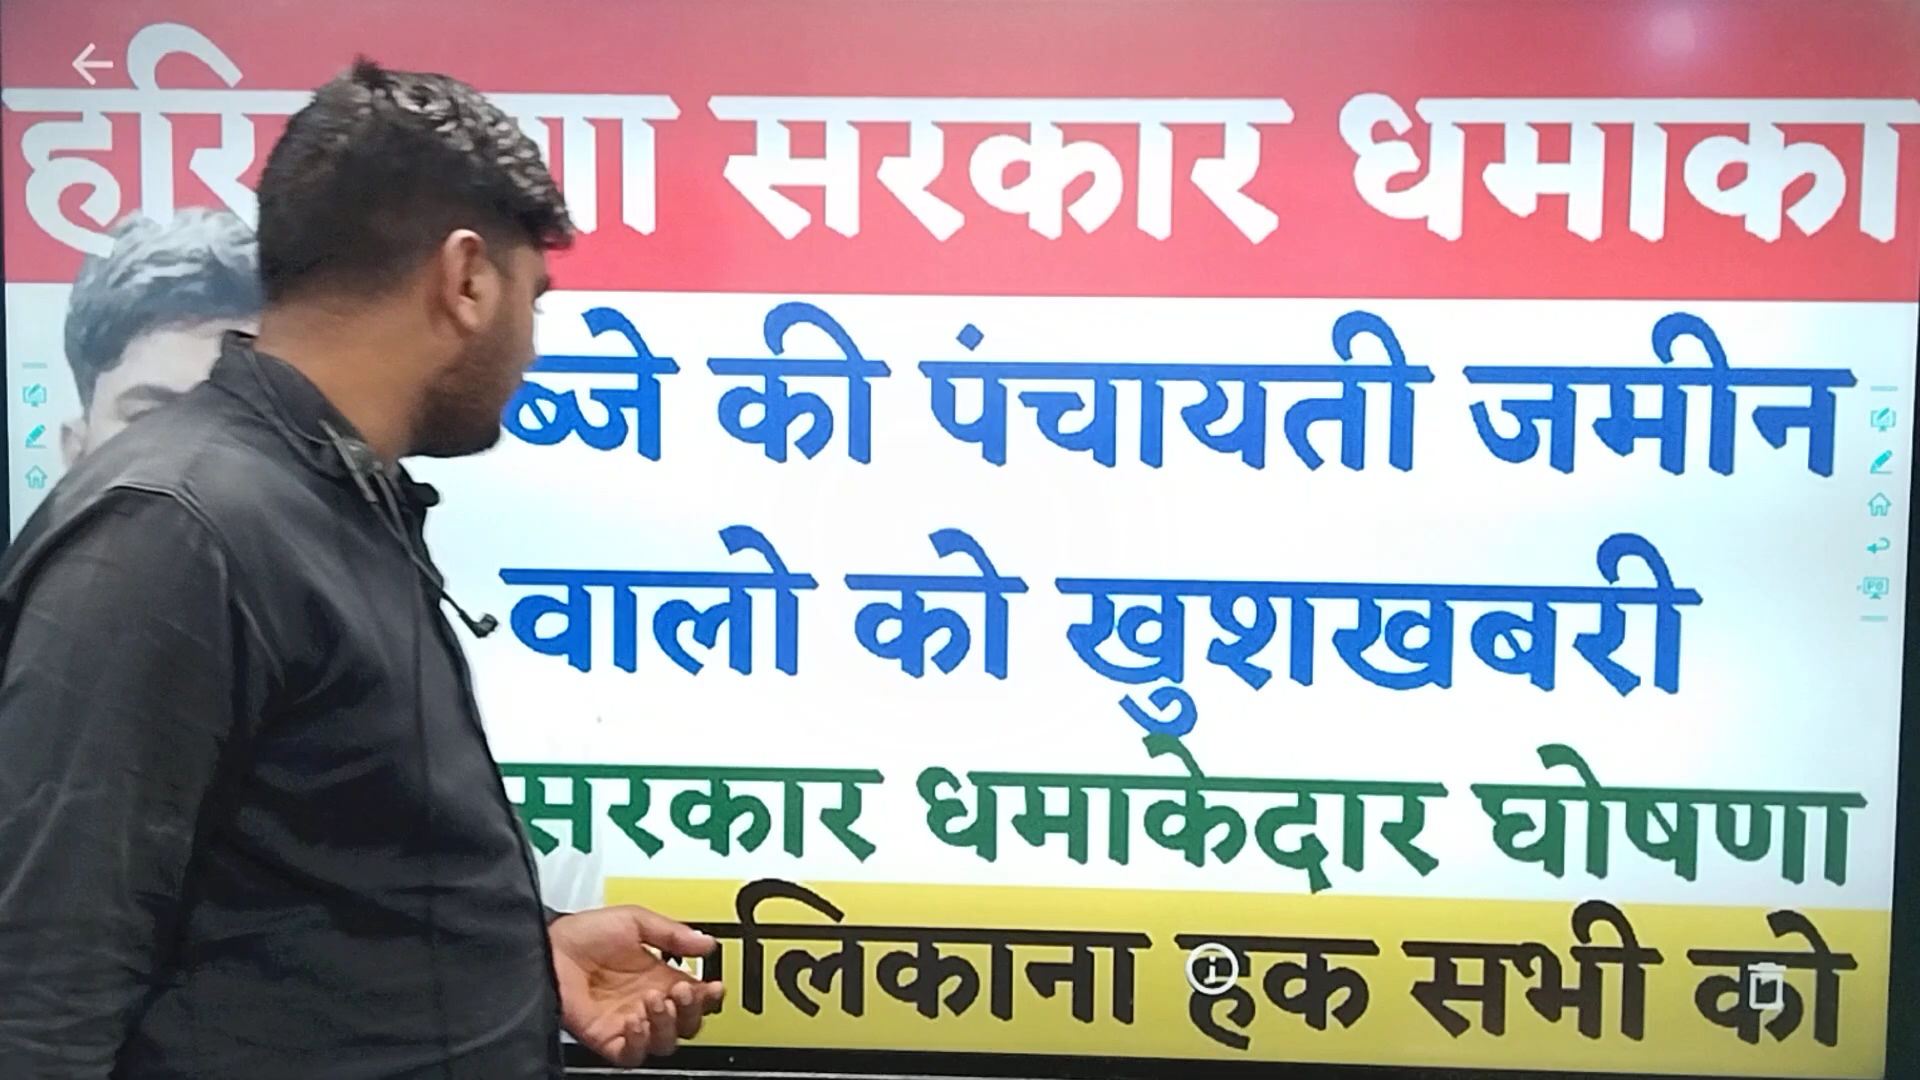 सरकार धमाका
की पंचायती जमीन
वालो को खुशखबरी
सरकार धमाकेदार घोषणा
हक सभी को